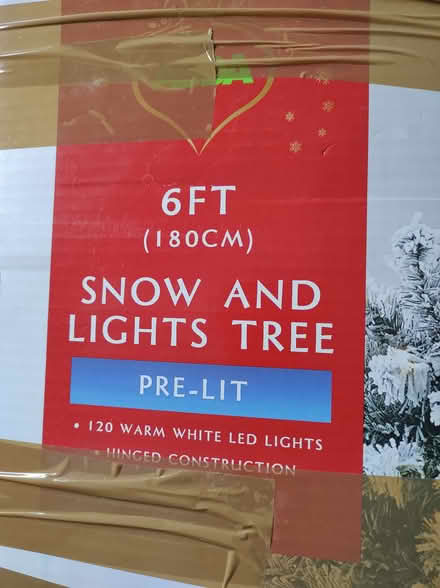 6FT
(180CM)
SNOW AND
LIGHTS TREE
PRE-LIT
• 120 WARM WHITE LED LIGHTS
• HINGED CONSTRUCTION